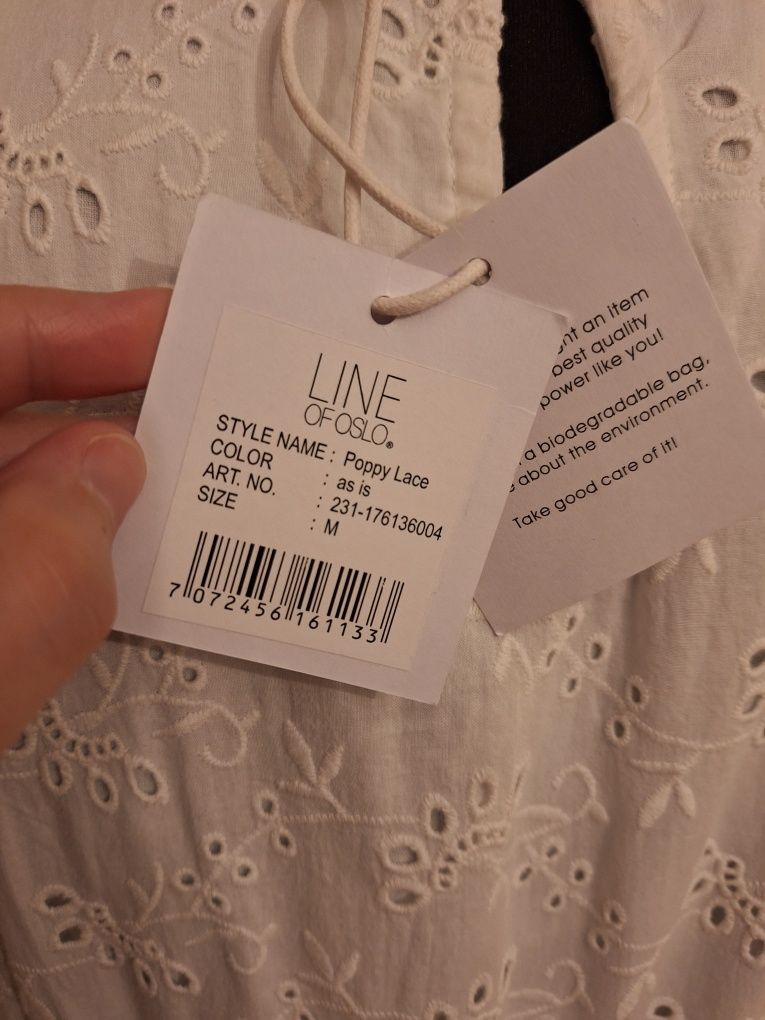 LINE
OF OSLO®
STYLE NAME : Poppy Lace
COLOR : as is
ART. NO. : 231-176136004
SIZE : M
7 072456 161133
an item
best quality
power like you!
a biodegradable bag,
about the environment.
Take good care of it!